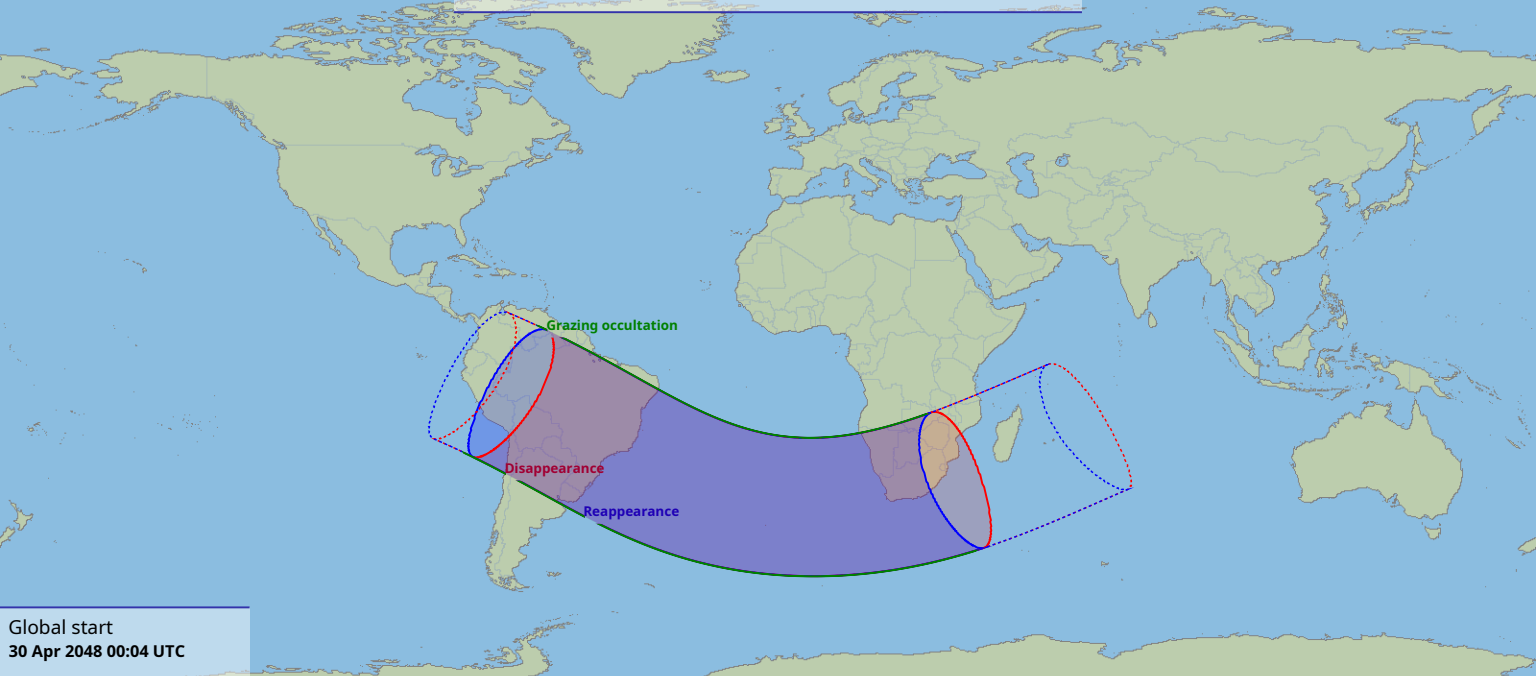 Grazing occultation
Disappearance
Reappearance
Global start
30 Apr 2048 00:04 UTC